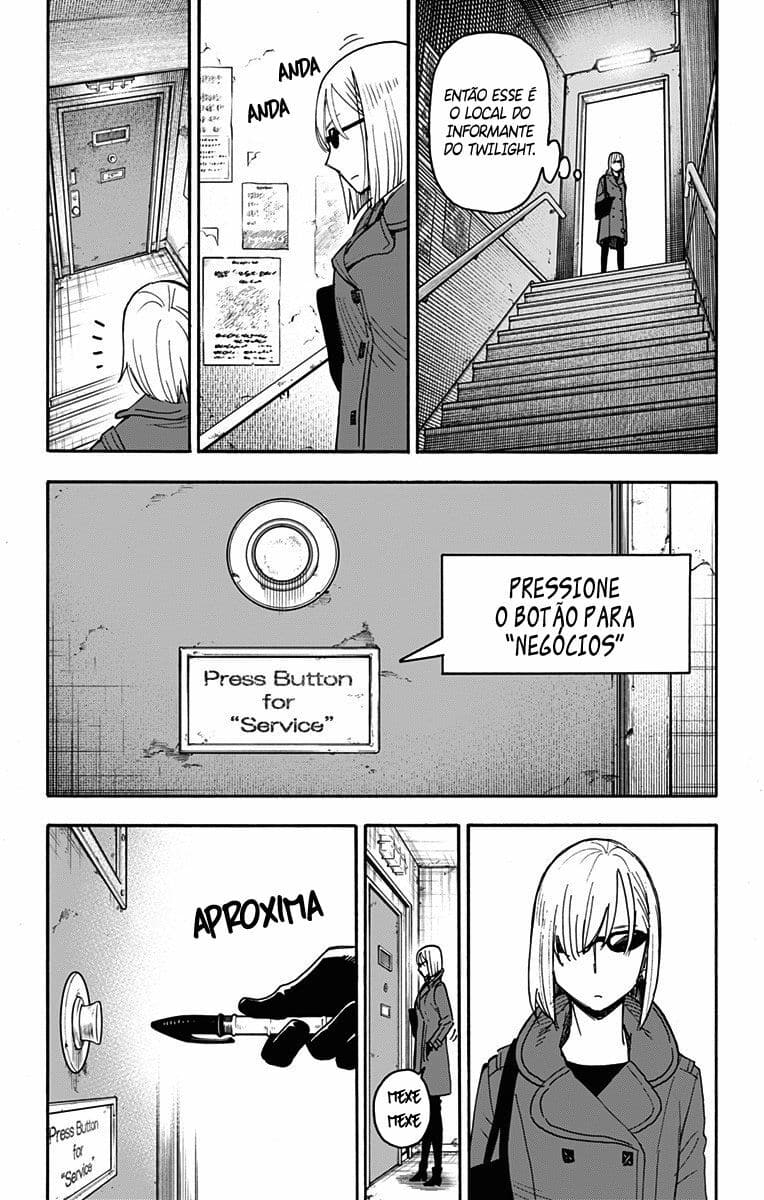 ENTÃO ESSE É
O LOCAL DO
INFORMANTE
DO TWILIGHT.
ANDA
ANDA
PRESSIONE
O BOTÃO PARA
"NEGÓCIOS"
Press Button
for
"Service"
MEXE
MEXE
APROXIMA
Press Button
for
"Service"